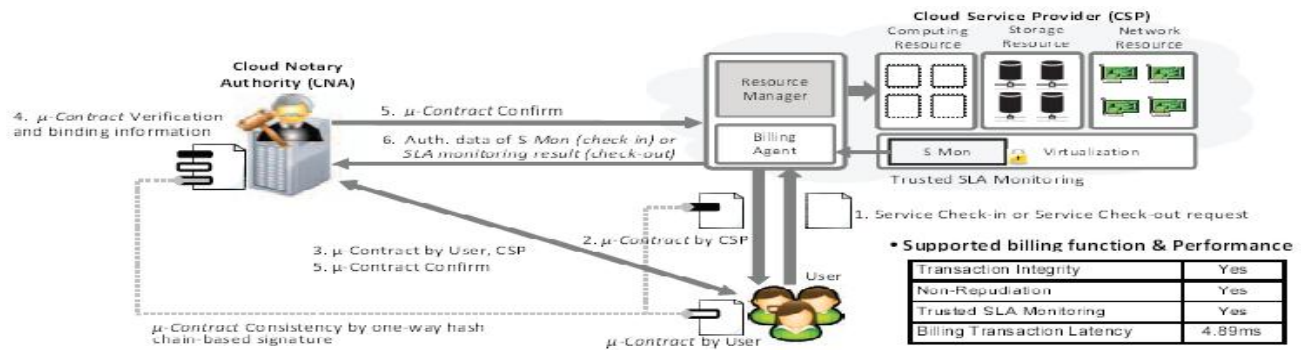 Cloud Service Provider (CSP)
Computing
Resource
Storage
Resource
Network
Resource
Cloud Notary
Authority (CNA)
4. μ-Contract Verification
and binding information
5. μ-Contract Confirm
6. Auth. data of S Mon (check in) or
SLA monitoring result (check-out)
Resource
Manager
Billing
Agent
S Mon
Virtualization
Trusted SLA Monitoring
1. Service Check-in or Service Check-out request
2. μ-Contract by CSP
3. μ-Contract by User, CSP
5. μ-Contract Confirm
User
μ-Contract Consistency by one-way hash
chain-based signature
μ-Contract by User
• Supported billing function & Performance
Transaction Integrity Yes
Non-Repudiation Yes
Trusted SLA Monitoring Yes
Billing Transaction Latency 4.89ms